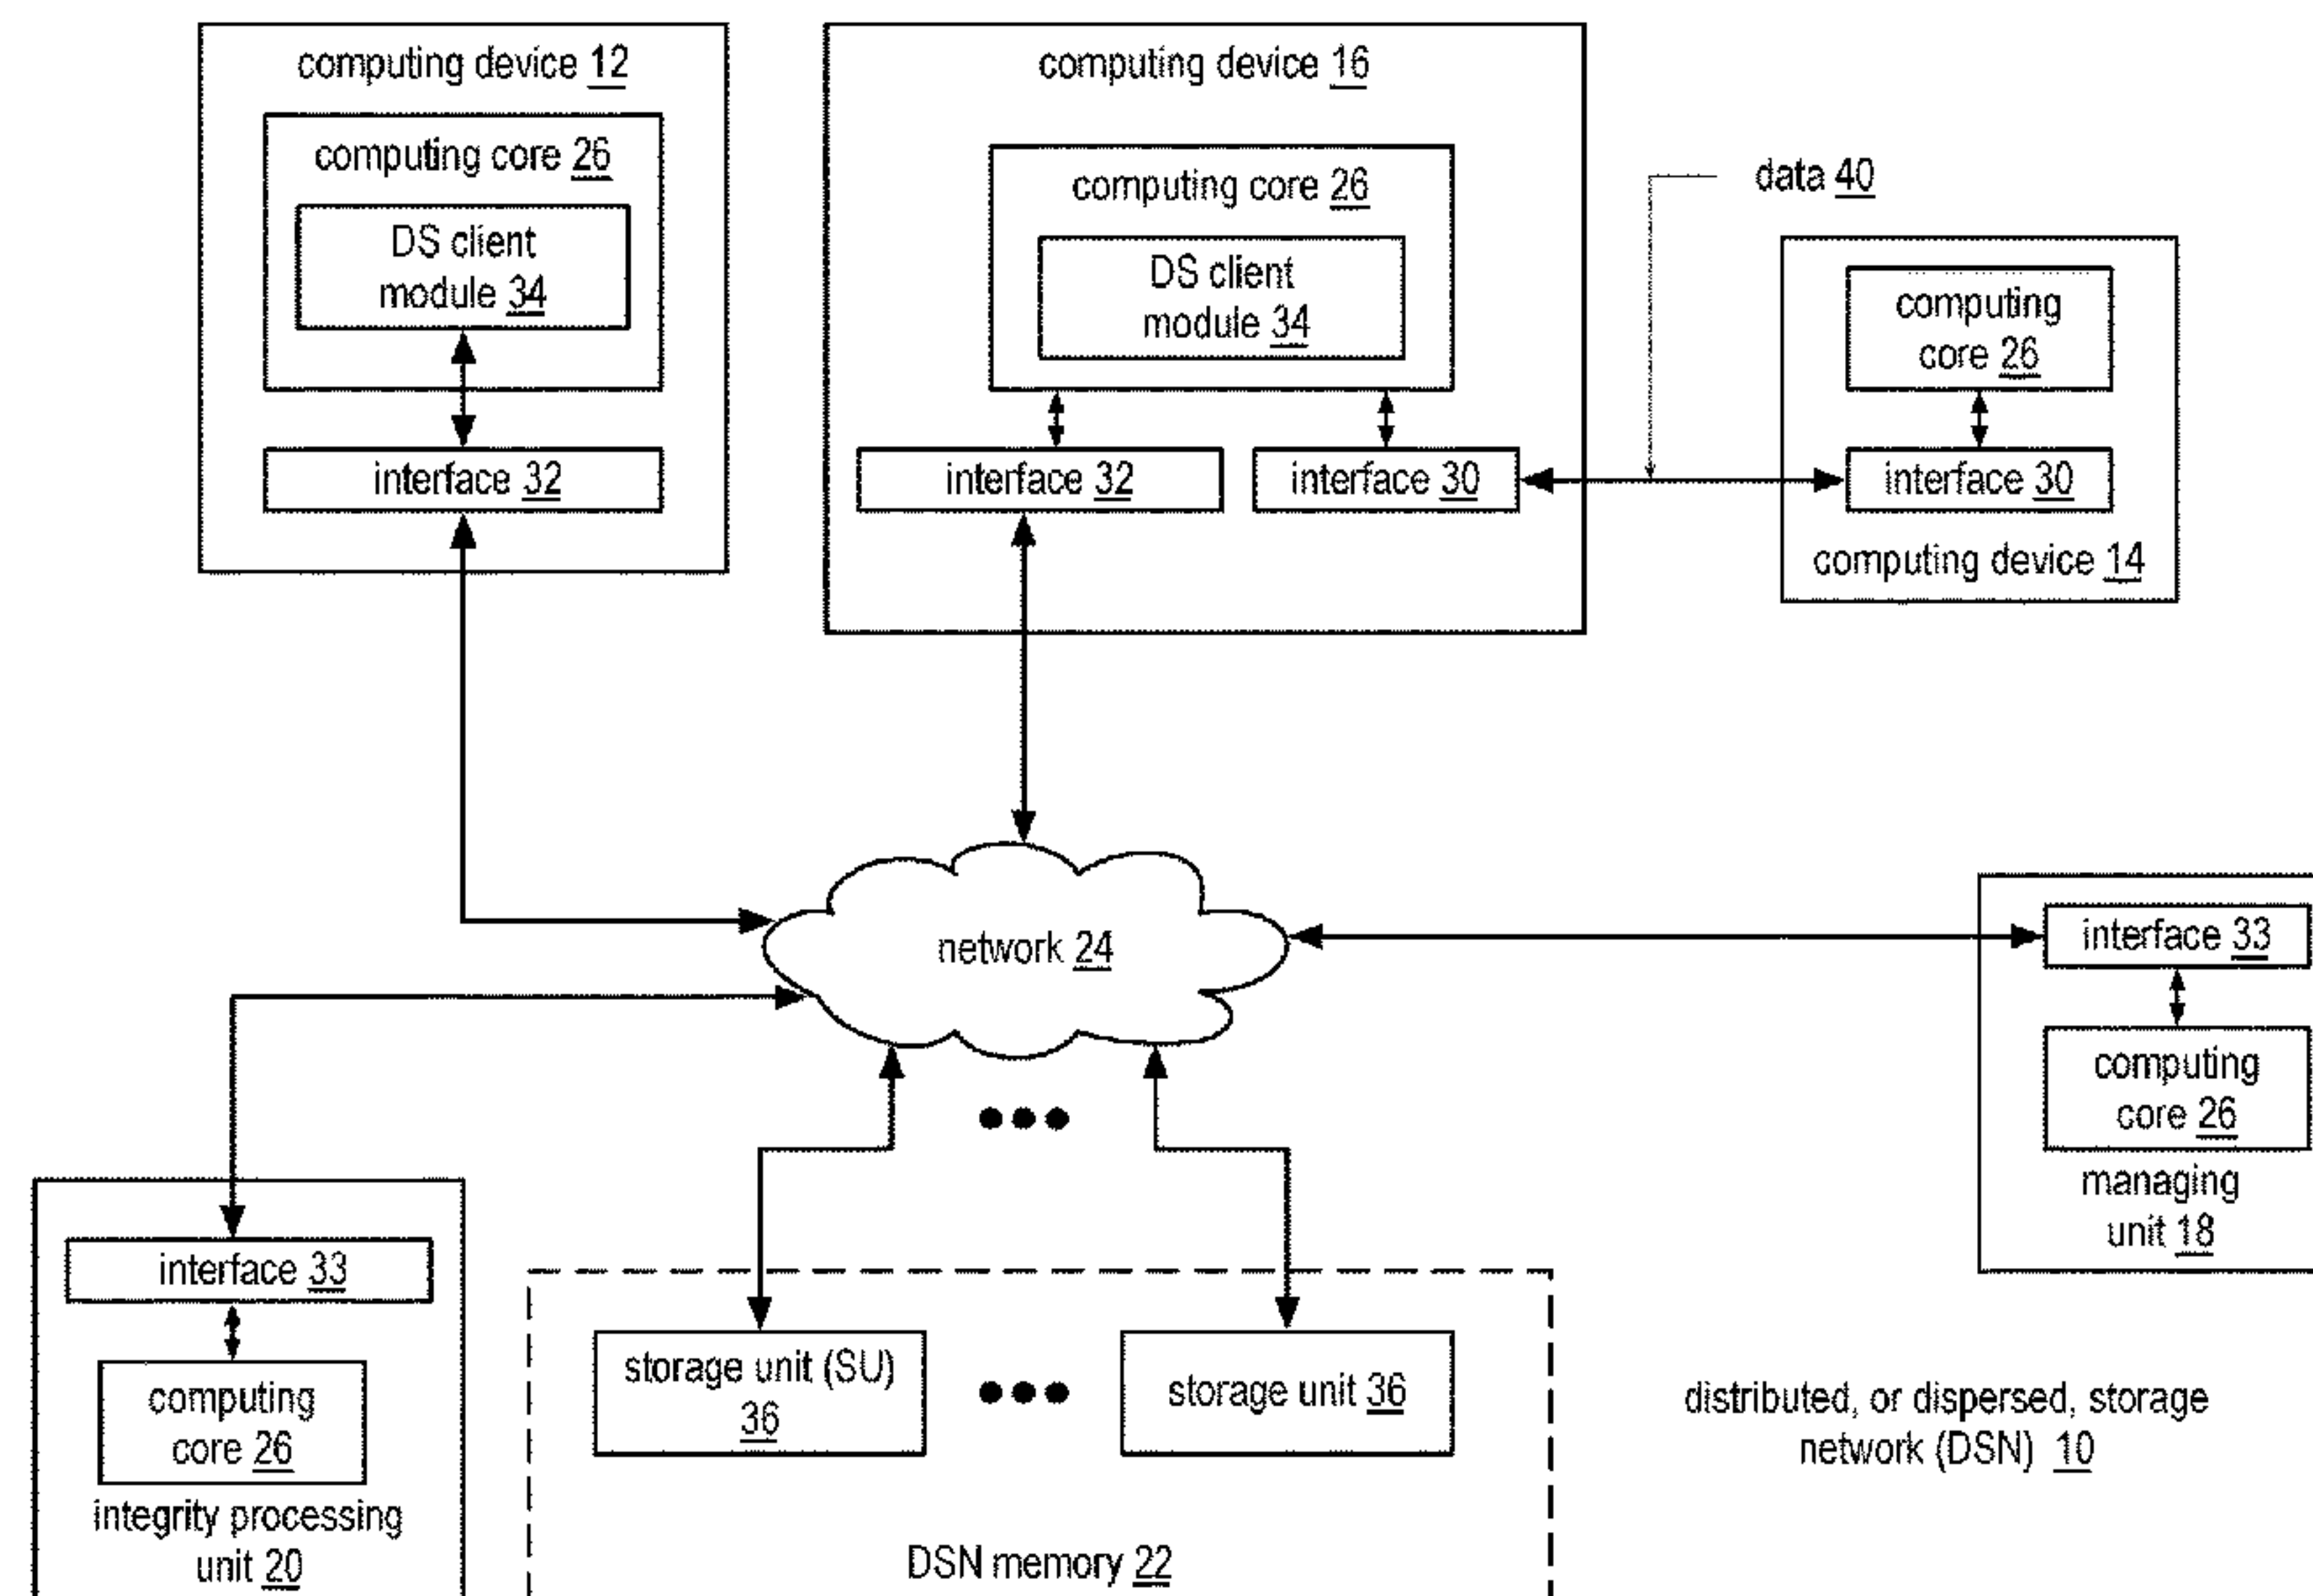 computing device 12
computing core 26
DS client
module 34
interface 32
computing device 16
computing core 26
DS client
module 34
interface 32
interface 30
data 40
computing
core 26
interface 30
computing device 14
network 24
interface 33
computing
core 26
managing
unit 18
interface 33
computing
core 26
integrity processing
unit 20
storage unit (SU)
36
storage unit 36
DSN memory 22
distributed, or dispersed, storage
network (DSN) 10